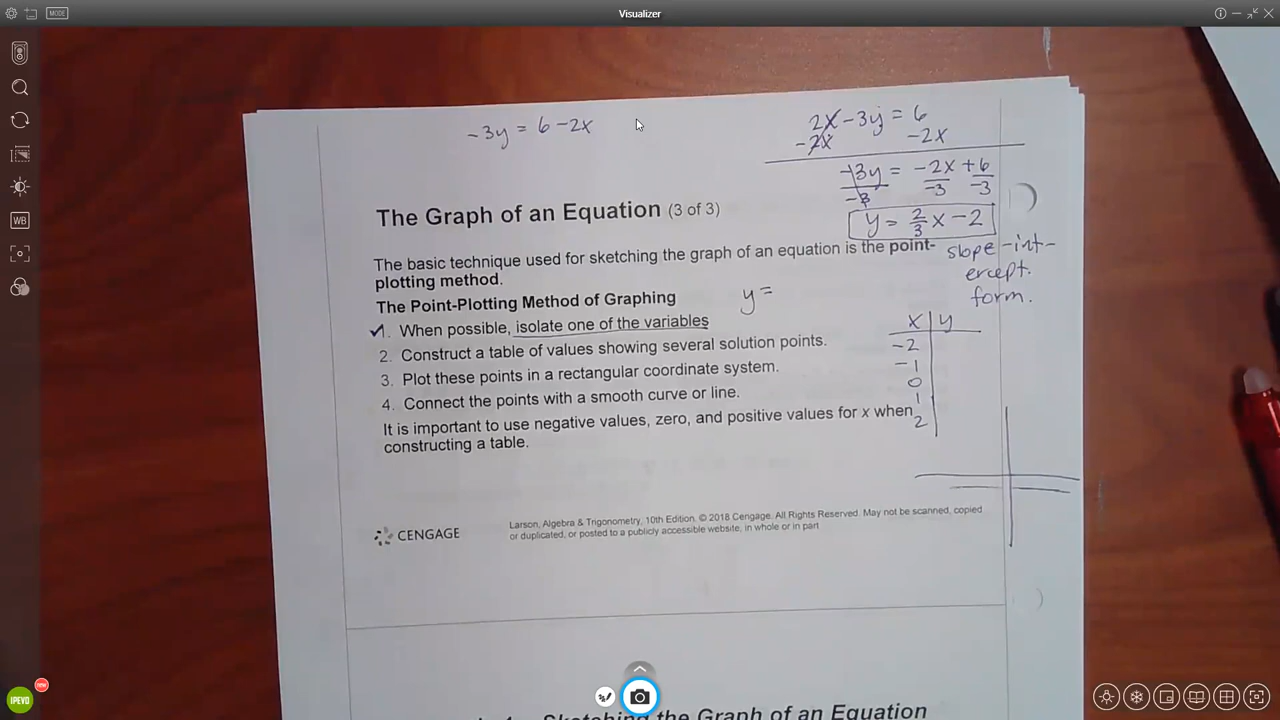 MODE
Visualizer
-3y = 6 -2x
2x -3y = 6
-2x -2x
-3y = -2x + 6
-3 -3 -3
y = 2/3 x - 2
The Graph of an Equation (3 of 3)
The basic technique used for sketching the graph of an equation is the point-
plotting method.
slope-int-
ercept.
form.
The Point-Plotting Method of Graphing
y =
✓1. When possible, isolate one of the variables
2. Construct a table of values showing several solution points.
3. Plot these points in a rectangular coordinate system.
4. Connect the points with a smooth curve or line.
It is important to use negative values, zero, and positive values for x when
constructing a table.
x | y
-2
-1
0
1
2
CENGAGE
Larson, Algebra & Trigonometry, 10th Edition. © 2018 Cengage. All Rights Reserved. May not be scanned, copied
or duplicated, or posted to a publicly accessible website, in whole or in part
Sketching the Graph of an Equation
IPEVO
new
WB